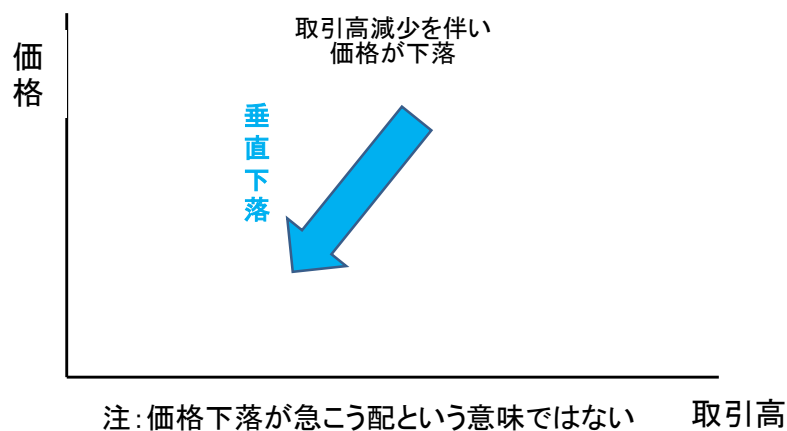 取引高減少を伴い
価格が下落
価格
垂直下落
注:価格下落が急こう配という意味ではない
取引高